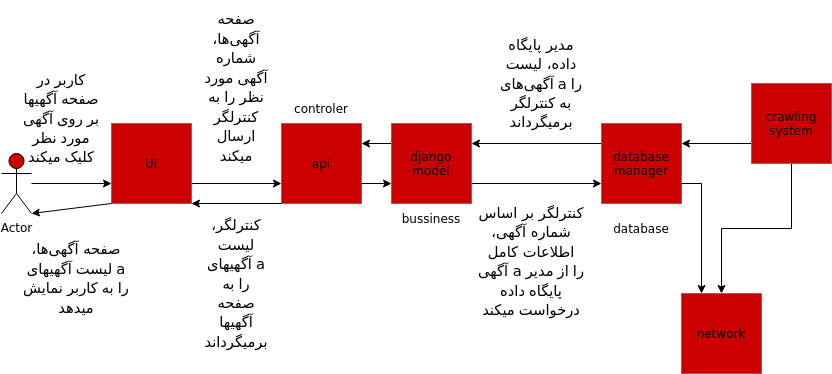 صفحه
آگهی‌ها،
شماره
آگهی مورد
نظر را به
کنترلگر
ارسال
میکند
مدیر پایگاه
داده، لیست
آگهی‌های a را
به کنترلگر
برمیگرداند
کاربر در
صفحه آگهیها
بر روی آگهی
مورد نظر
کلیک میکند
controler
crawling
system
Ui
api
django
model
database
manager
Actor
bussiness
database
صفحه آگهی‌ها،
لیست آگهیهای a
را به کاربر نمایش
میدهد
کنترلگر،
لیست
آگهیهای a
را به
صفحه
آگهیها
برمیگرداند
کنترلگر بر اساس
شماره آگهی،
اطلاعات کامل
آگهی a را از مدیر
پایگاه داده
درخواست میکند
network